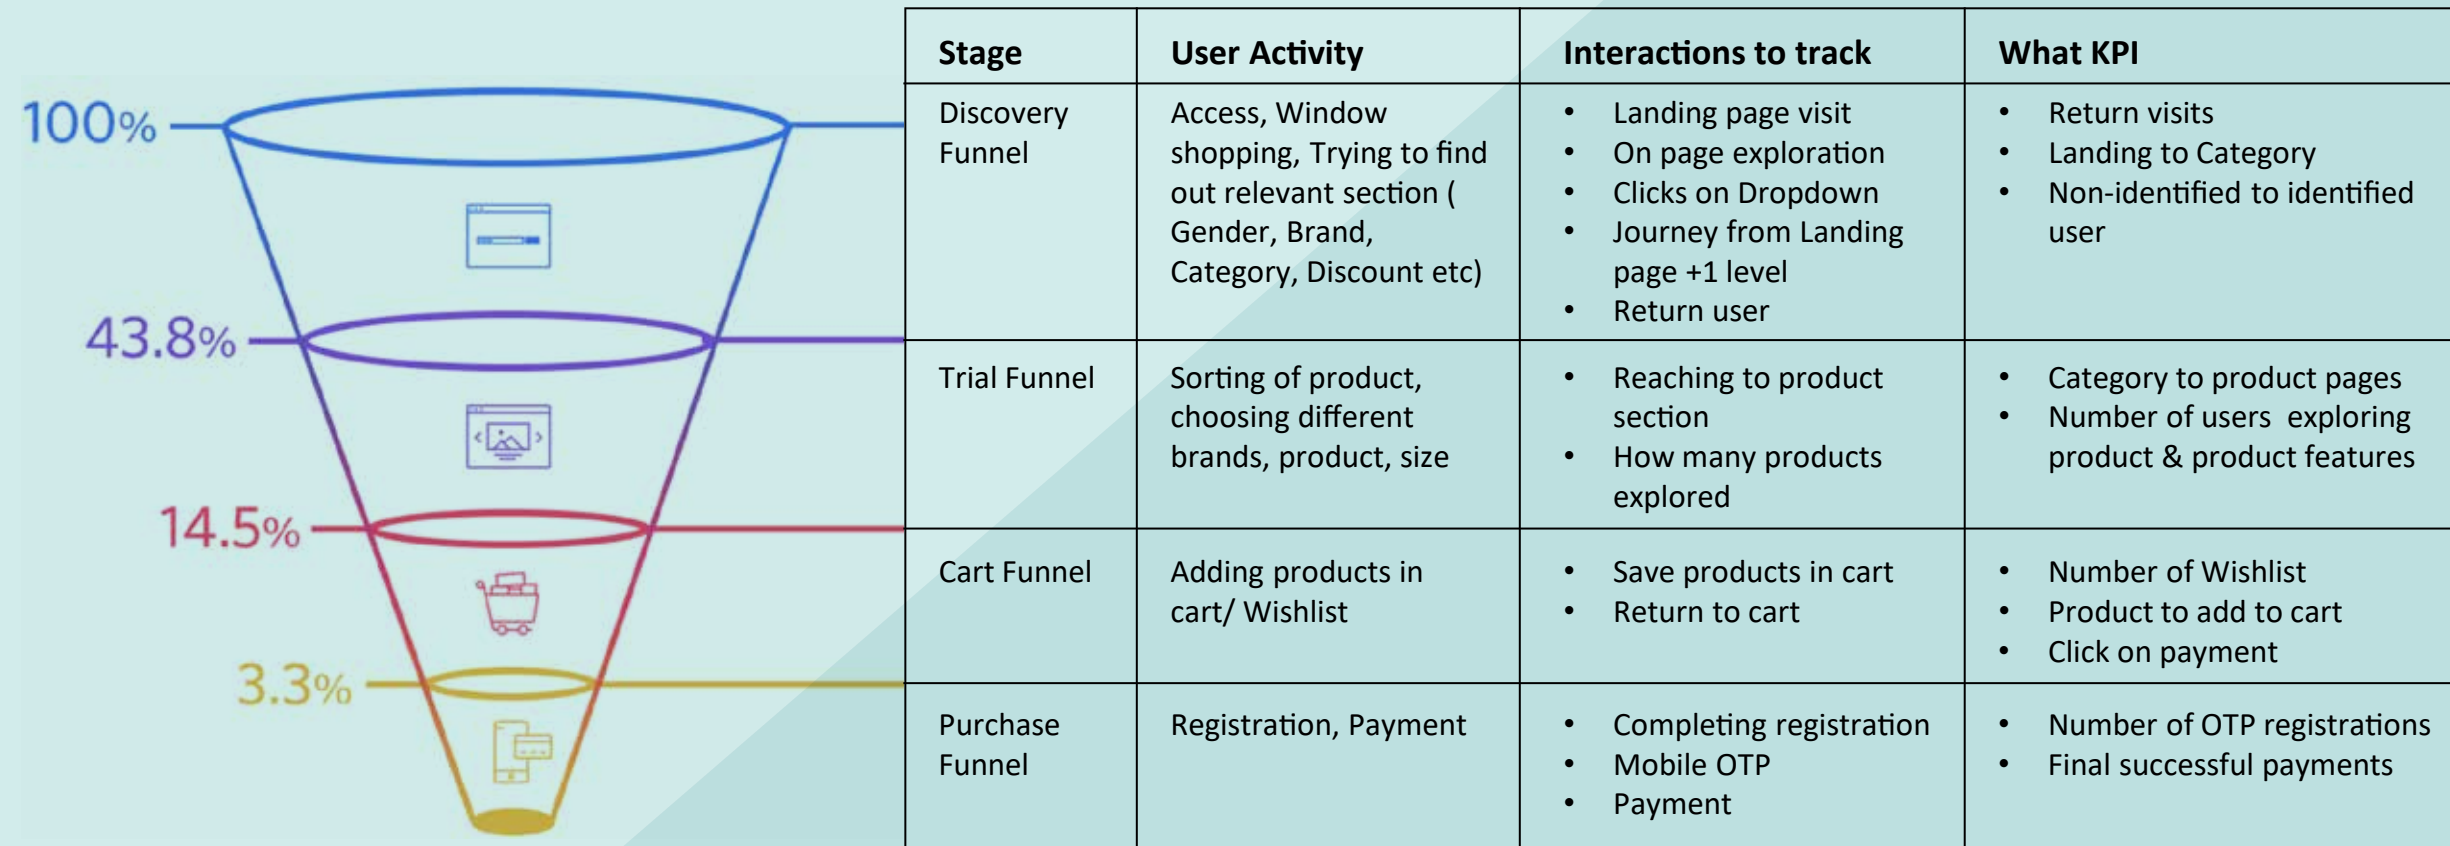 100%
43.8%
14.5%
3.3%
Stage
User Activity
Interactions to track
What KPI
Discovery
Funnel
Access, Window
shopping, Trying to find
out relevant section (
Gender, Brand,
Category, Discount etc)
• Landing page visit
• On page exploration
• Clicks on Dropdown
• Journey from Landing
page +1 level
• Return user
• Return visits
• Landing to Category
• Non-identified to identified
user
Trial Funnel
Sorting of product,
choosing different
brands, product, size
• Reaching to product
section
• How many products
explored
• Category to product pages
• Number of users exploring
product & product features
Cart Funnel
Adding products in
cart/ Wishlist
• Save products in cart
• Return to cart
• Number of Wishlist
• Product to add to cart
• Click on payment
Purchase
Funnel
Registration, Payment
• Completing registration
• Mobile OTP
• Payment
• Number of OTP registrations
• Final successful payments